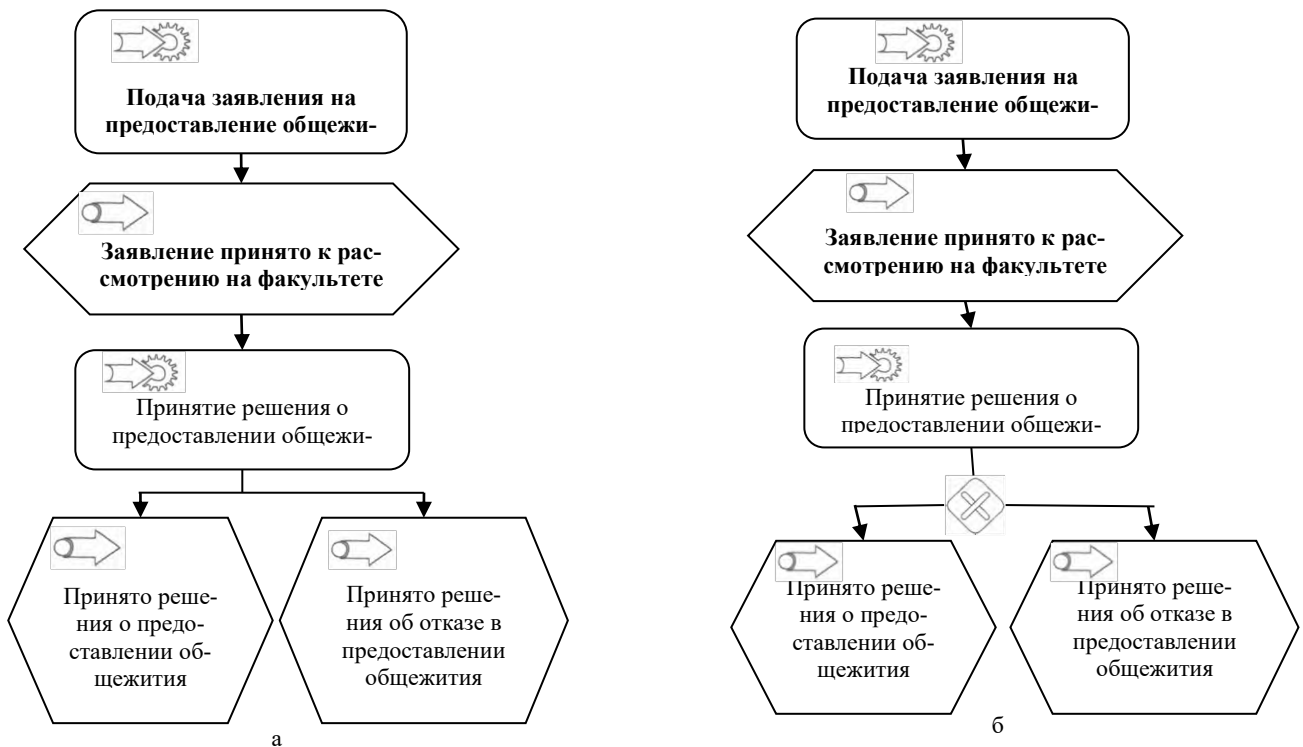 Подача заявления на
предоставление общежи-
Заявление принято к рас-
смотрению на факультете
Принятие решения о
предоставлении общежи-
Принято реше-
ния о предо-
ставлении об-
щежития
Принято реше-
ния об отказе в
предоставлении
общежития
а
Подача заявления на
предоставление общежи-
Заявление принято к рас-
смотрению на факультете
Принятие решения о
предоставлении общежи-
Принято реше-
ния о предо-
ставлении об-
щежития
Принято реше-
ния об отказе в
предоставлении
общежития
б